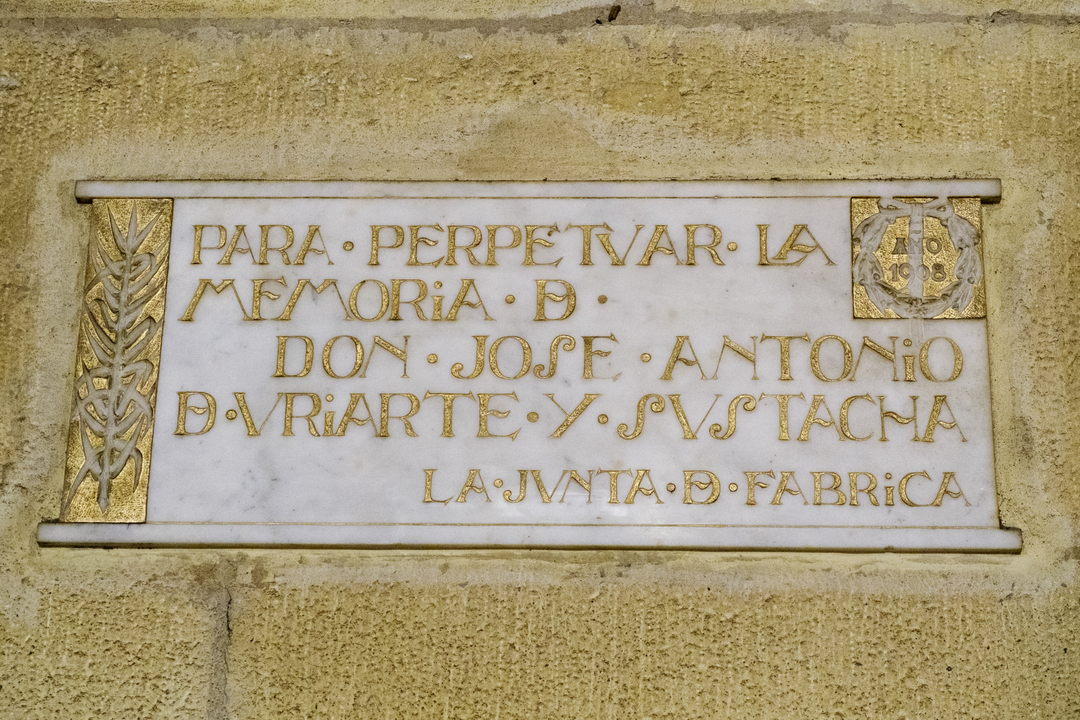 PARA · PERPETVAR · LA
MEMORiA · Đ ·
DON · JOSE · ANTONiO
Đ · VRiARTE · Y · SVSTACHA
LA · JVNTA · Đ · FABRiCA
AÑO
1908